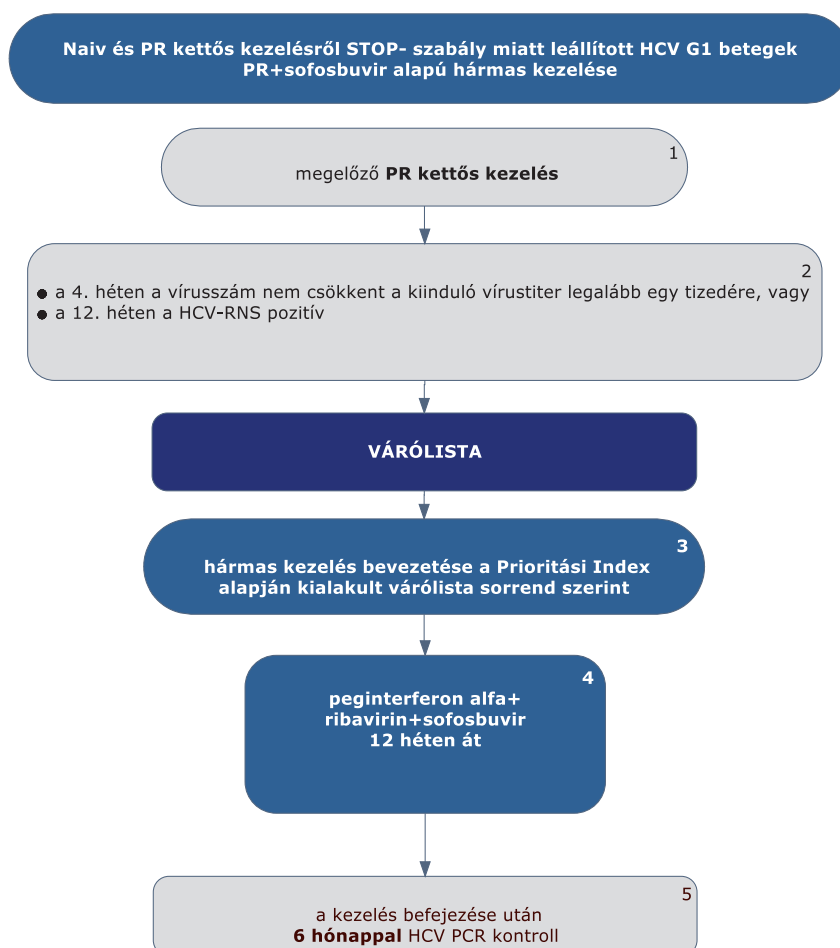 Naiv és PR kettős kezelésről STOP- szabály miatt leállított HCV G1 betegek
PR+sofosbuvir alapú hármas kezelése
1
megelőző PR kettős kezelés
2
● a 4. héten a vírusszám nem csökkent a kiinduló vírustiter legalább egy tizedére, vagy
● a 12. héten a HCV-RNS pozitív
VÁRÓLISTA
3
hármas kezelés bevezetése a Prioritási Index
alapján kialakult várólista sorrend szerint
4
peginterferon alfa+
ribavirin+sofosbuvir
12 héten át
5
a kezelés befejezése után
6 hónappal HCV PCR kontroll